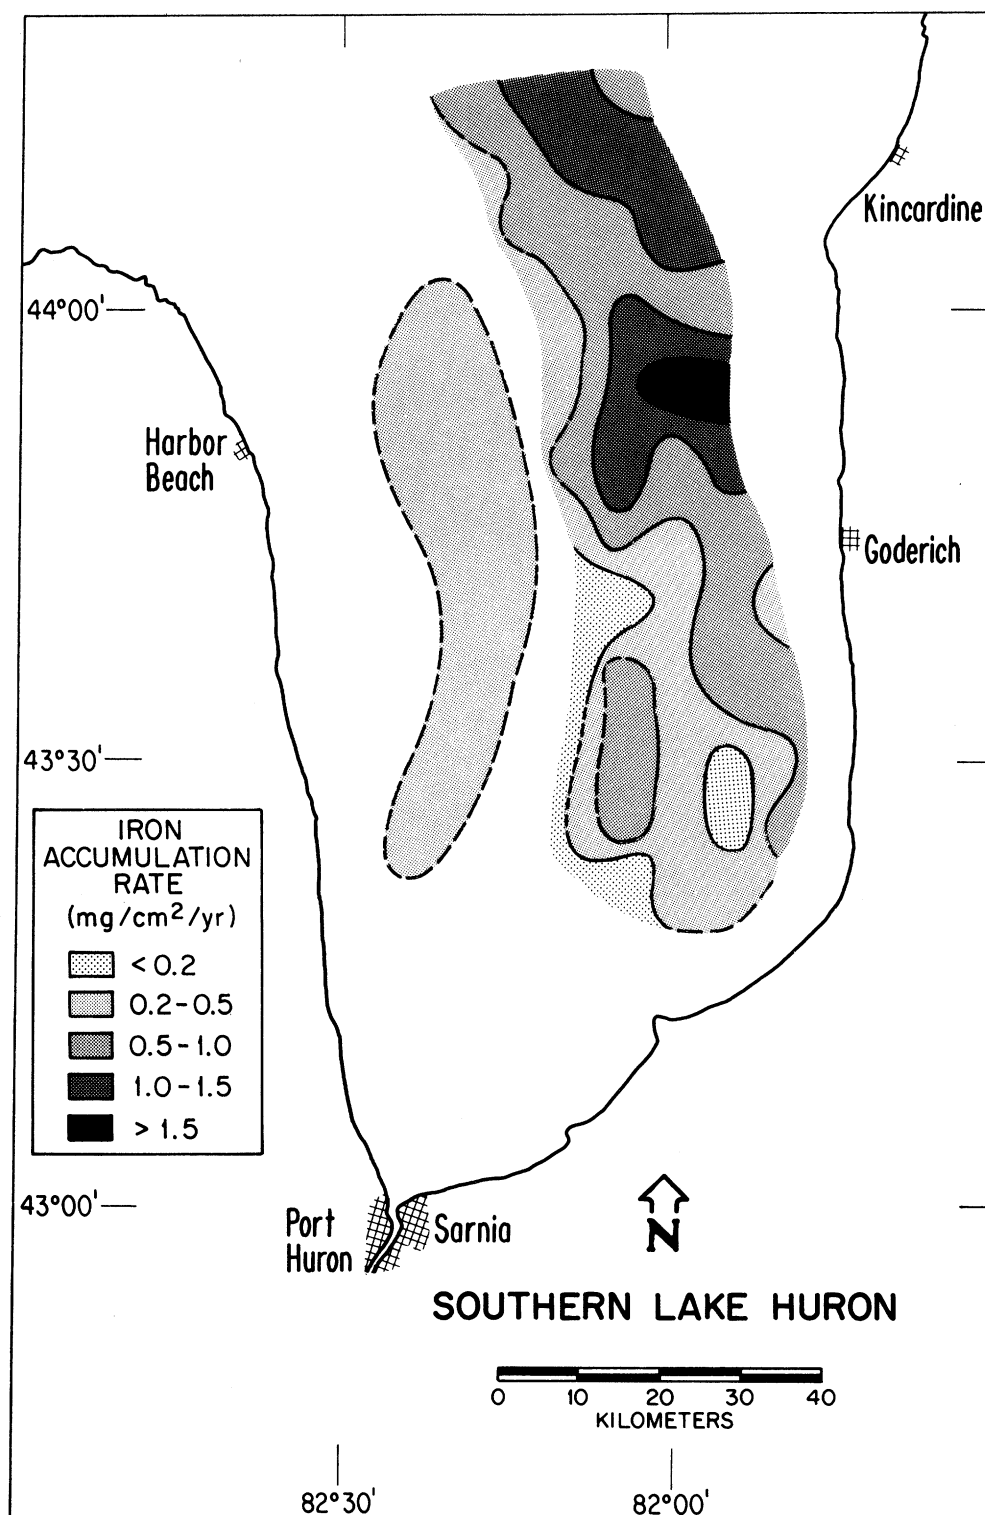 Kincardine
44°00'
Harbor
Beach
Goderich
43°30'
IRON
ACCUMULATION
RATE
(mg/cm²/yr)
<0.2
0.2-0.5
0.5-1.0
1.0-1.5
>1.5
43°00'
Port
Huron
Sarnia
N
SOUTHERN LAKE HURON
0 10 20 30 40
KILOMETERS
82°30' 82°00'